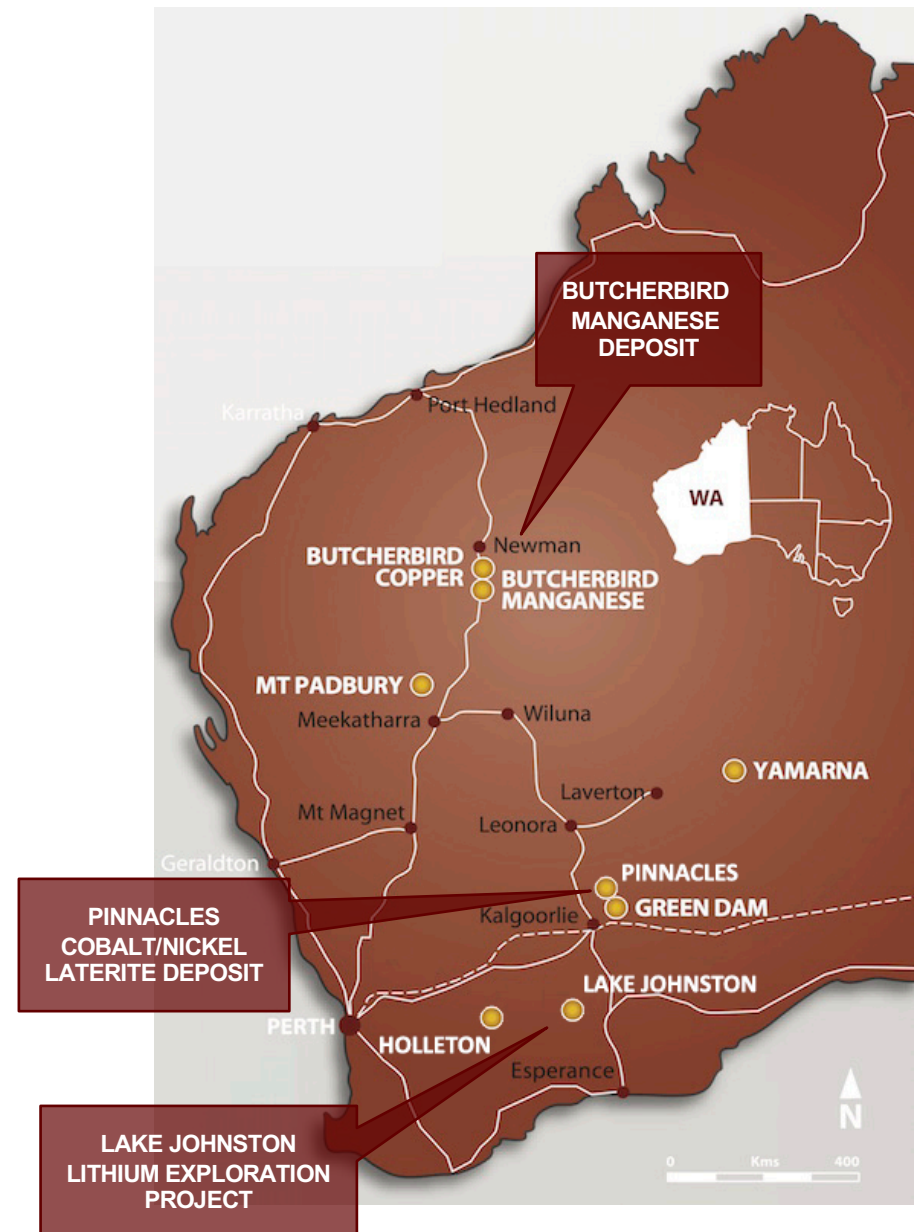 BUTCHERBIRD
MANGANESE
DEPOSIT
Port Hedland
Karratha
WA
Newman
BUTCHERBIRD
COPPER
BUTCHERBIRD
MANGANESE
MT PADBURY
Meekatharra
Wiluna
YAMARNA
Laverton
Mt Magnet
Leonora
Geraldton
PINNACLES
GREEN DAM
Kalgoorlie
PINNACLES
COBALT/NICKEL
LATERITE DEPOSIT
LAKE JOHNSTON
PERTH
HOLLETON
Esperance
N
LAKE JOHNSTON
LITHIUM EXPLORATION
PROJECT
0 Kms 400